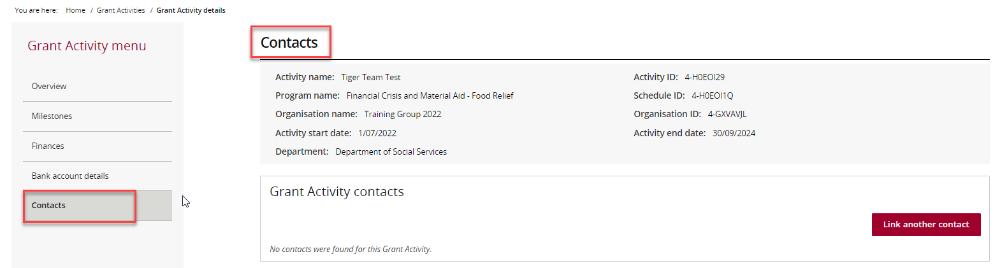 You are here: Home / Grant Activities / Grant Activity details
Grant Activity menu
Overview
Milestones
Finances
Bank account details
Contacts
Contacts
Activity name: Tiger Team Test
Activity ID: 4-H0EOI29
Program name: Financial Crisis and Material Aid - Food Relief
Schedule ID: 4-H0EOI1Q
Organisation name: Training Group 2022
Organisation ID: 4-GXVAVJL
Activity start date: 1/07/2022
Activity end date: 30/09/2024
Department: Department of Social Services
Grant Activity contacts
Link another contact
No contacts were found for this Grant Activity.